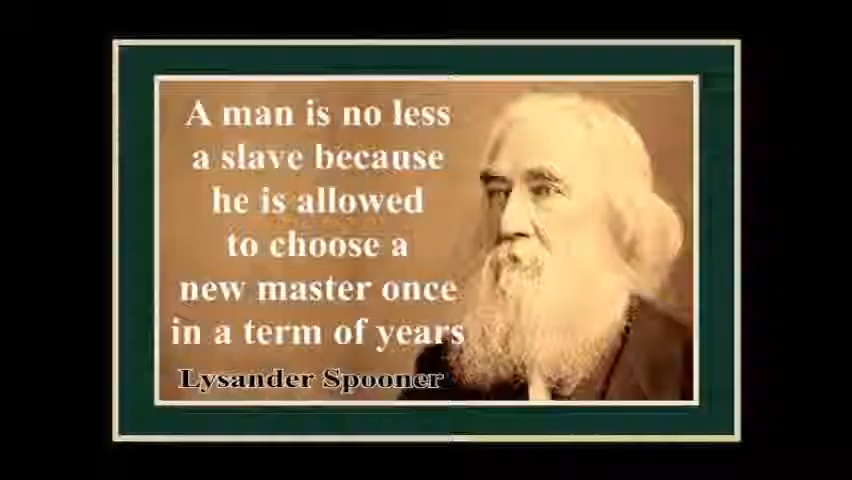 A man is no less
a slave because
he is allowed
to choose a
new master once
in a term of years
Lysander Spooner